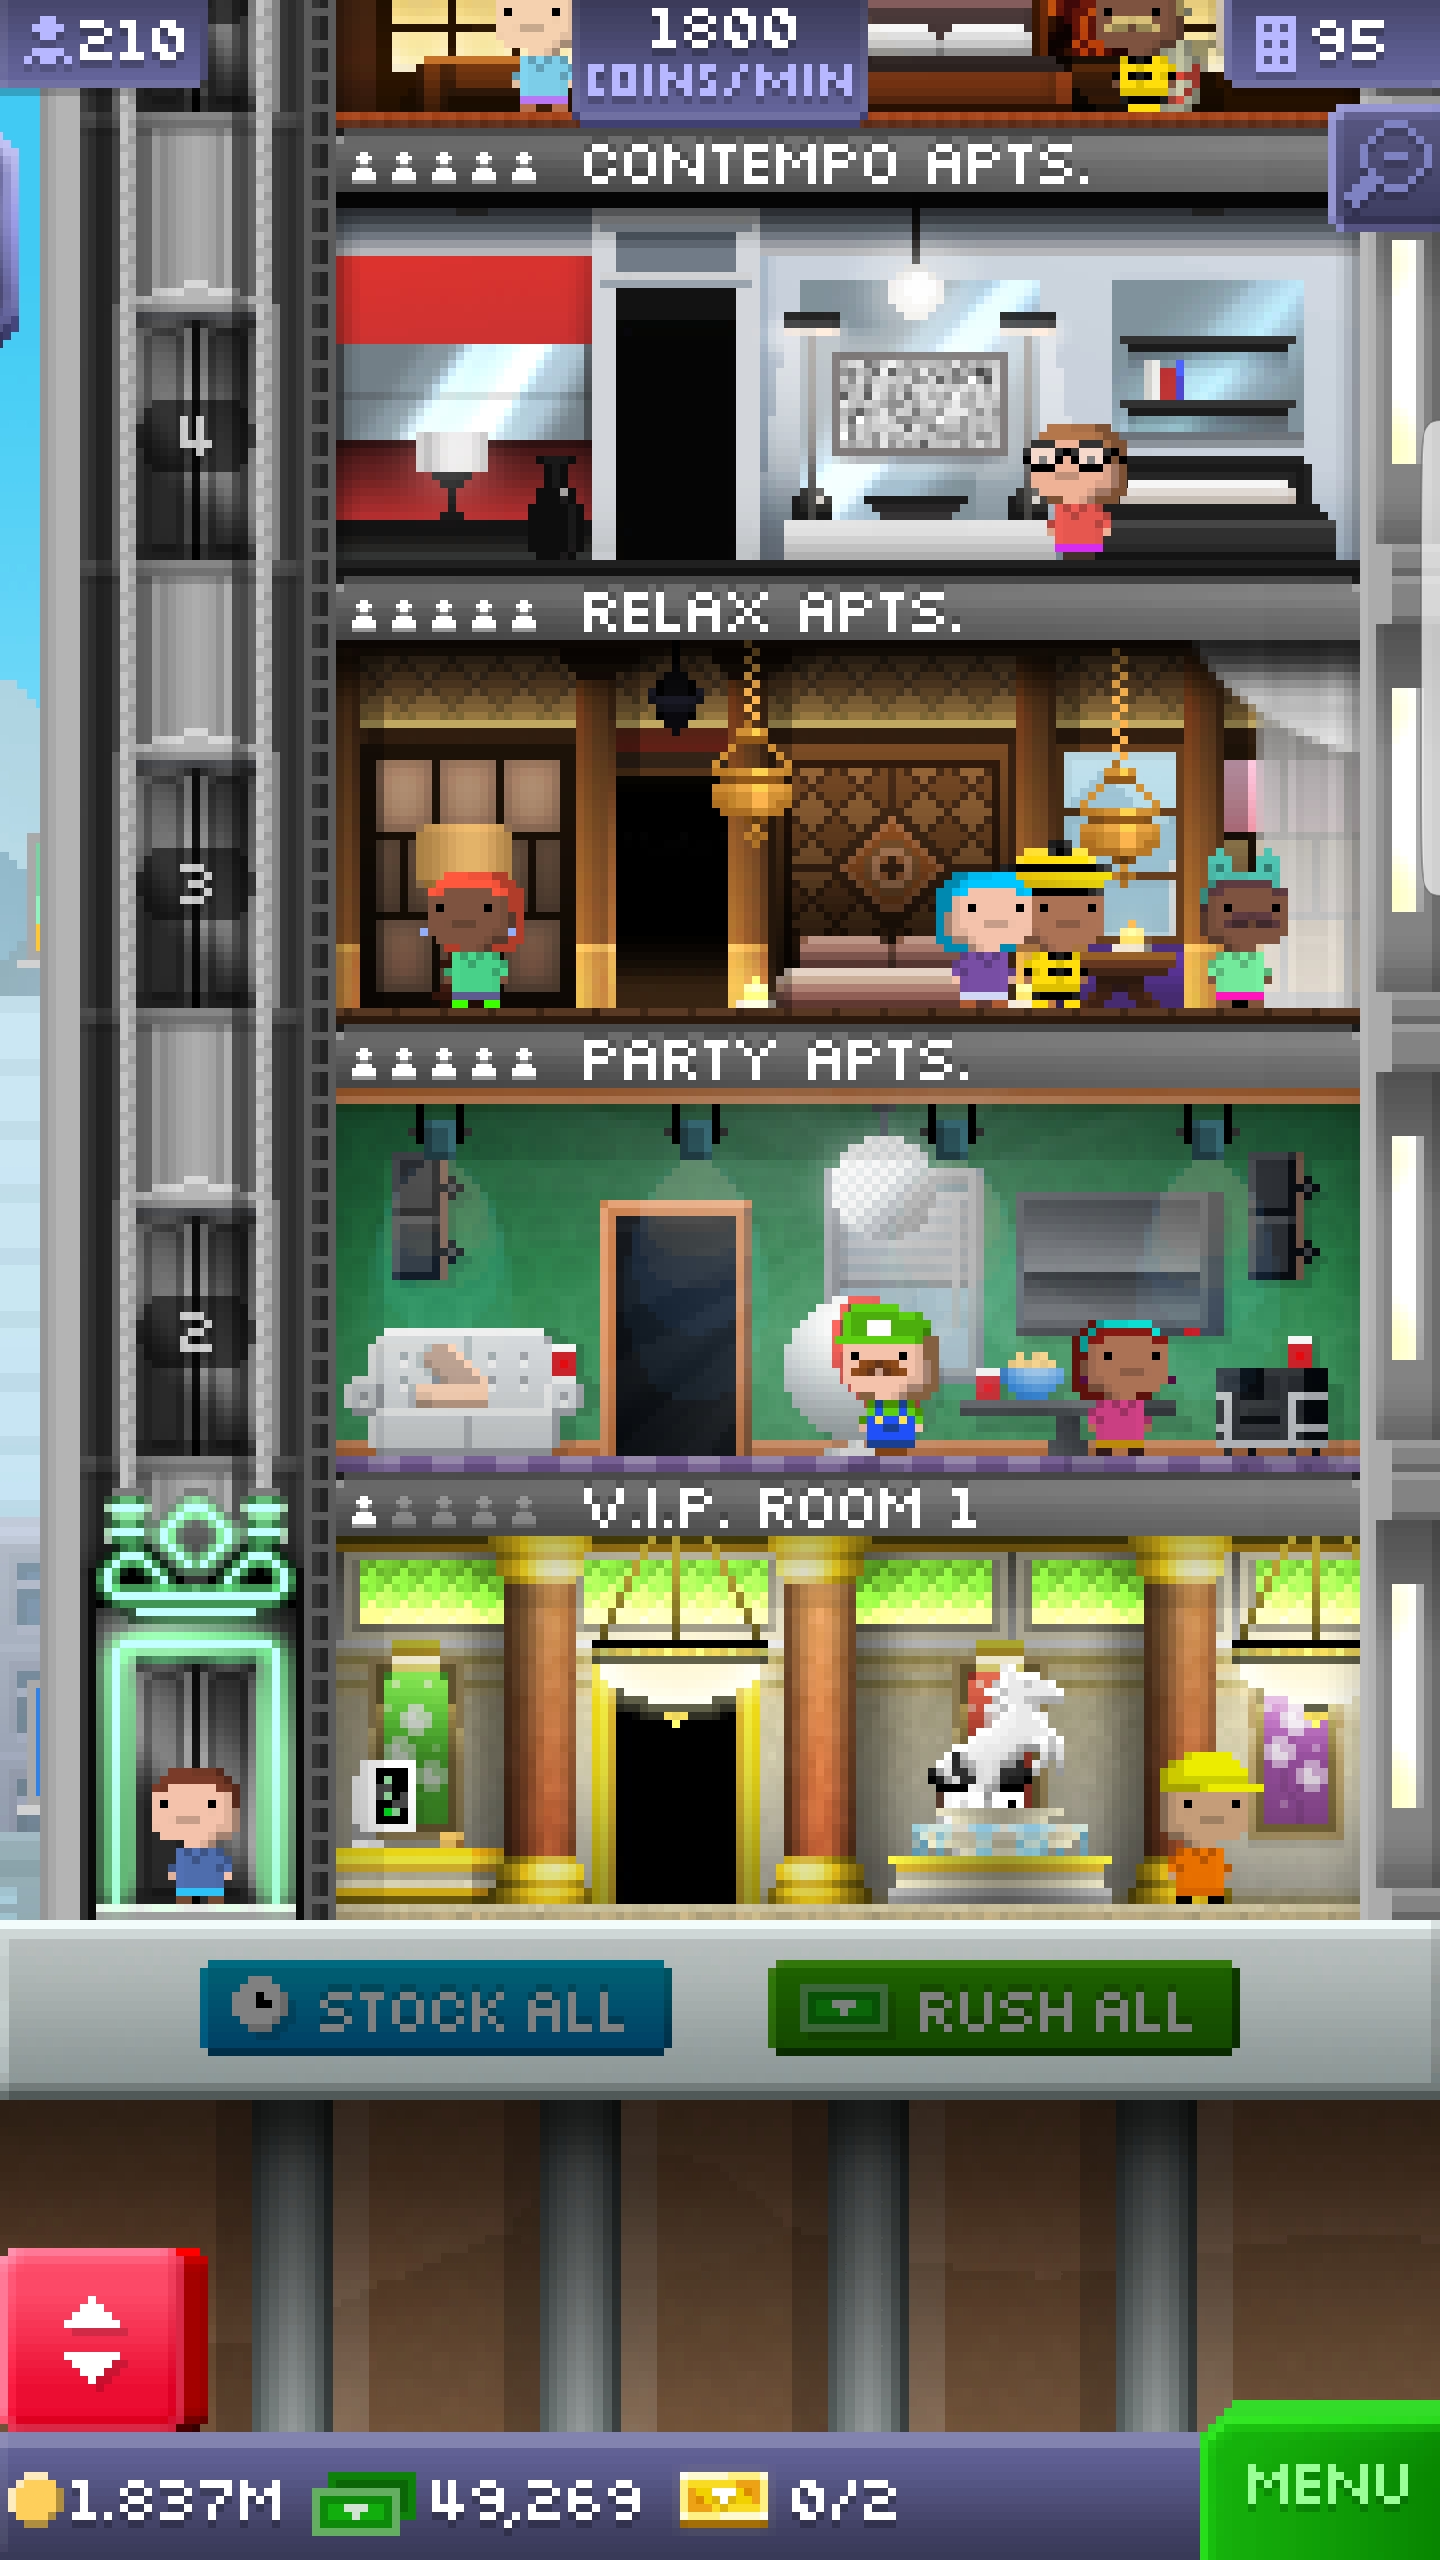 210
1800
COINS/MIN
95
CONTEMPO APTS.
4
RELAX APTS.
3
PARTY APTS.
2
V.I.P. ROOM 1
STOCK ALL
RUSH ALL
1.837M
49,269
0/2
MENU